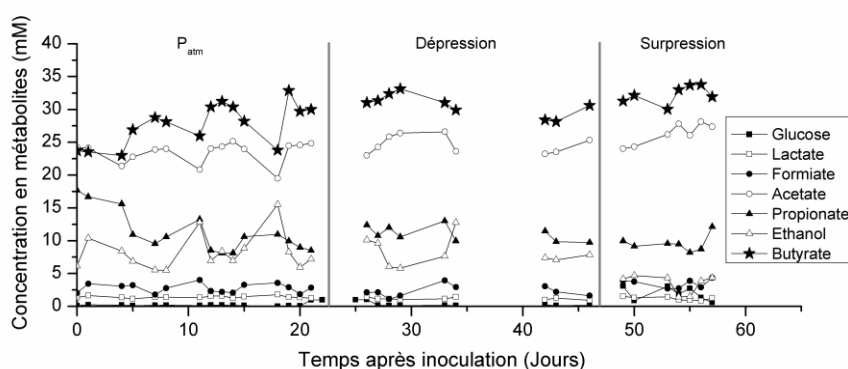 P_atm Dépression Surpression
Concentration en métabolites (mM)
40
35
30
25
20
15
10
5
0
Glucose
Lactate
Formiate
Acetate
Propionate
Ethanol
Butyrate
0 10 20 30 40 50 60
Temps après inoculation (Jours)